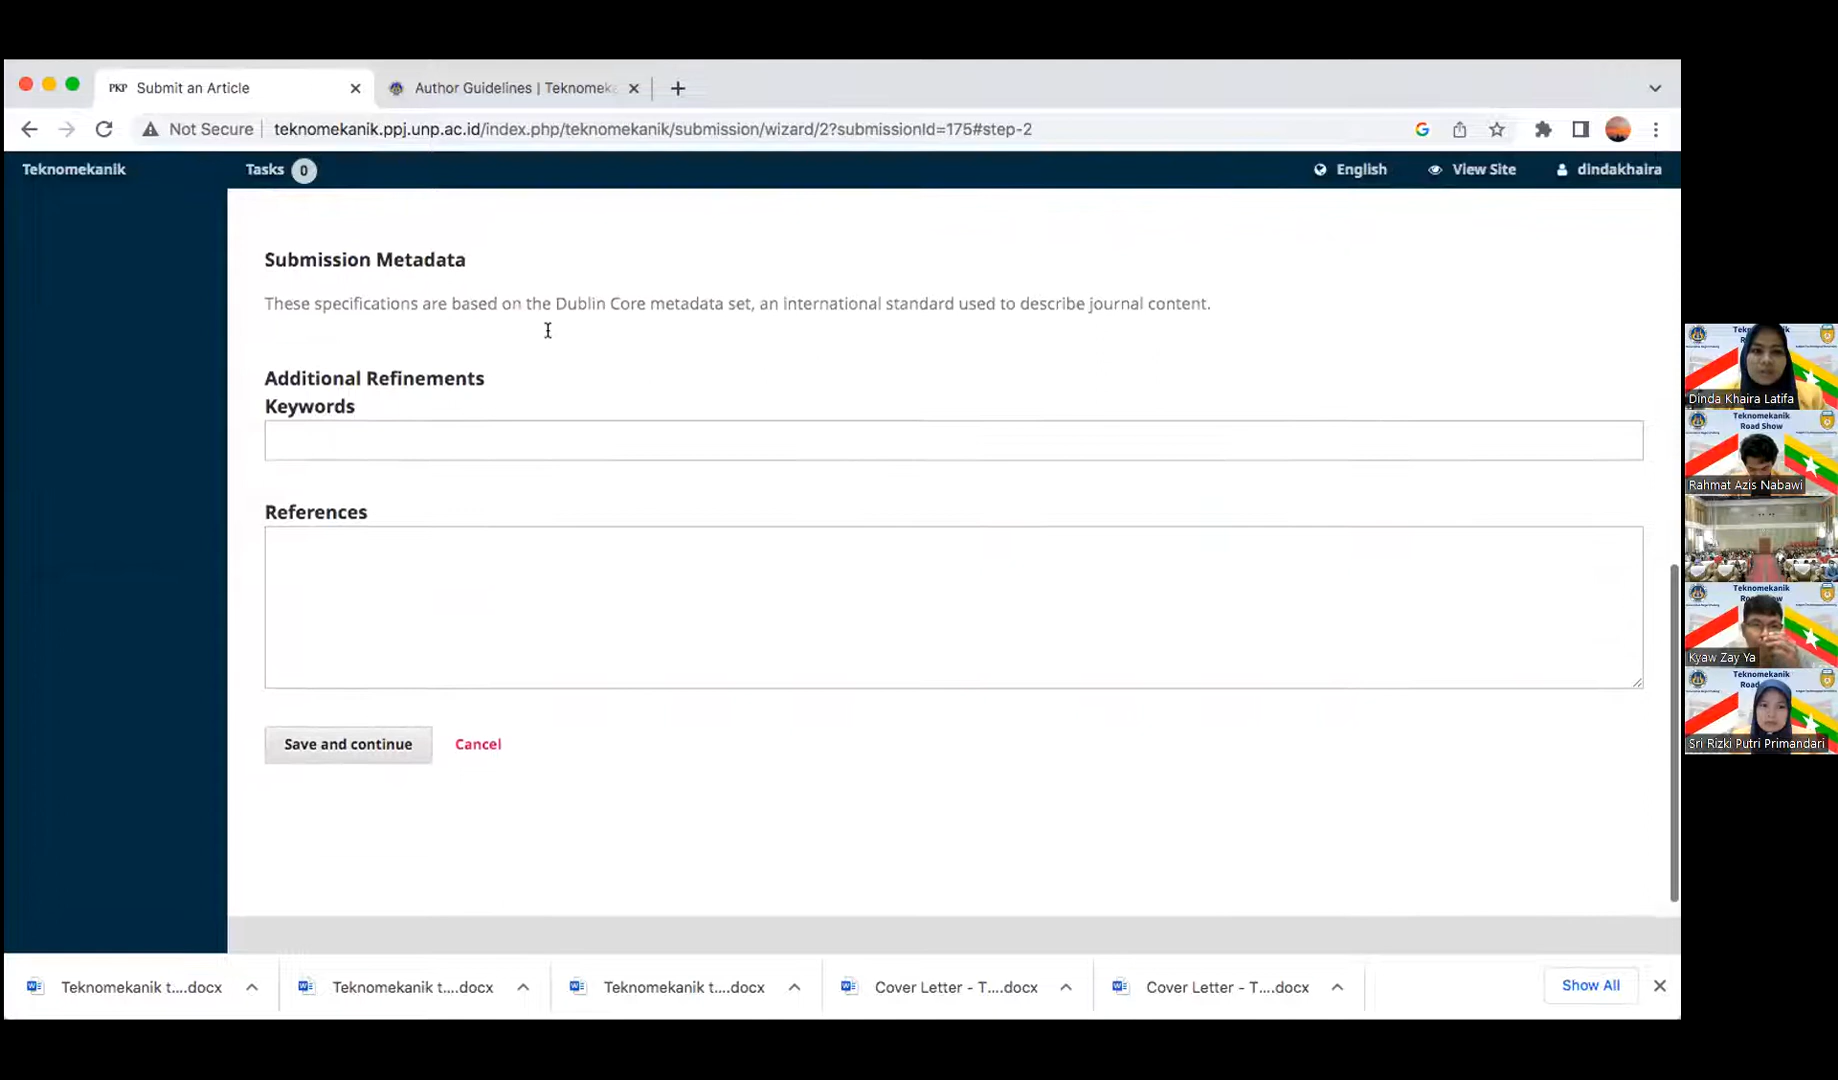 PKP Submit an Article
Author Guidelines | Teknomek
Not Secure
teknomekanik.ppj.unp.ac.id/index.php/teknomekanik/submission/wizard/2?submissionId=175#step-2
Teknomekanik
Tasks 0
English
View Site
dindakhaira
Submission Metadata
These specifications are based on the Dublin Core metadata set, an international standard used to describe journal content.
Additional Refinements
Keywords
References
Save and continue
Cancel
Dinda Khaira Latifa
Teknomekanik
Road Show
Rahmat Azis Nabawi
Teknomekanik
Kyaw Zay Ya
Teknomekanik
Road
Sri Rizki Putri Primandari
Teknomekanik t....docx
Teknomekanik t....docx
Teknomekanik t....docx
Cover Letter - T....docx
Cover Letter - T....docx
Show All